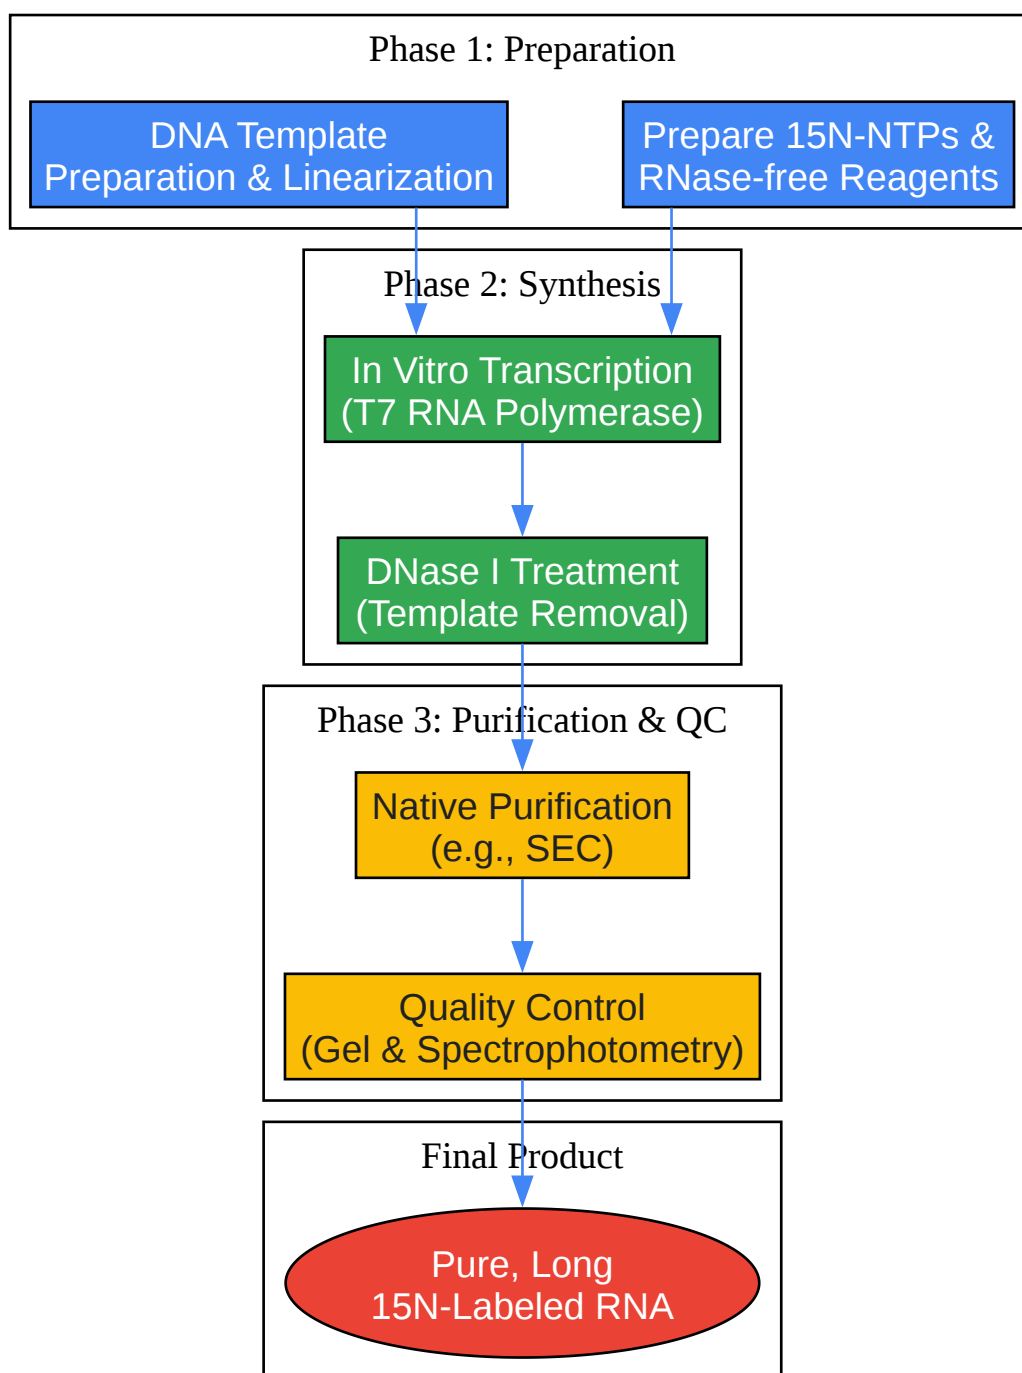 Phase 1: Preparation
DNA Template
Preparation & Linearization
Prepare 15N-NTPs &
RNase-free Reagents
Phase 2: Synthesis
In Vitro Transcription
(T7 RNA Polymerase)
DNase I Treatment
(Template Removal)
Phase 3: Purification & QC
Native Purification
(e.g., SEC)
Quality Control
(Gel & Spectrophotometry)
Final Product
Pure, Long
15N-Labeled RNA